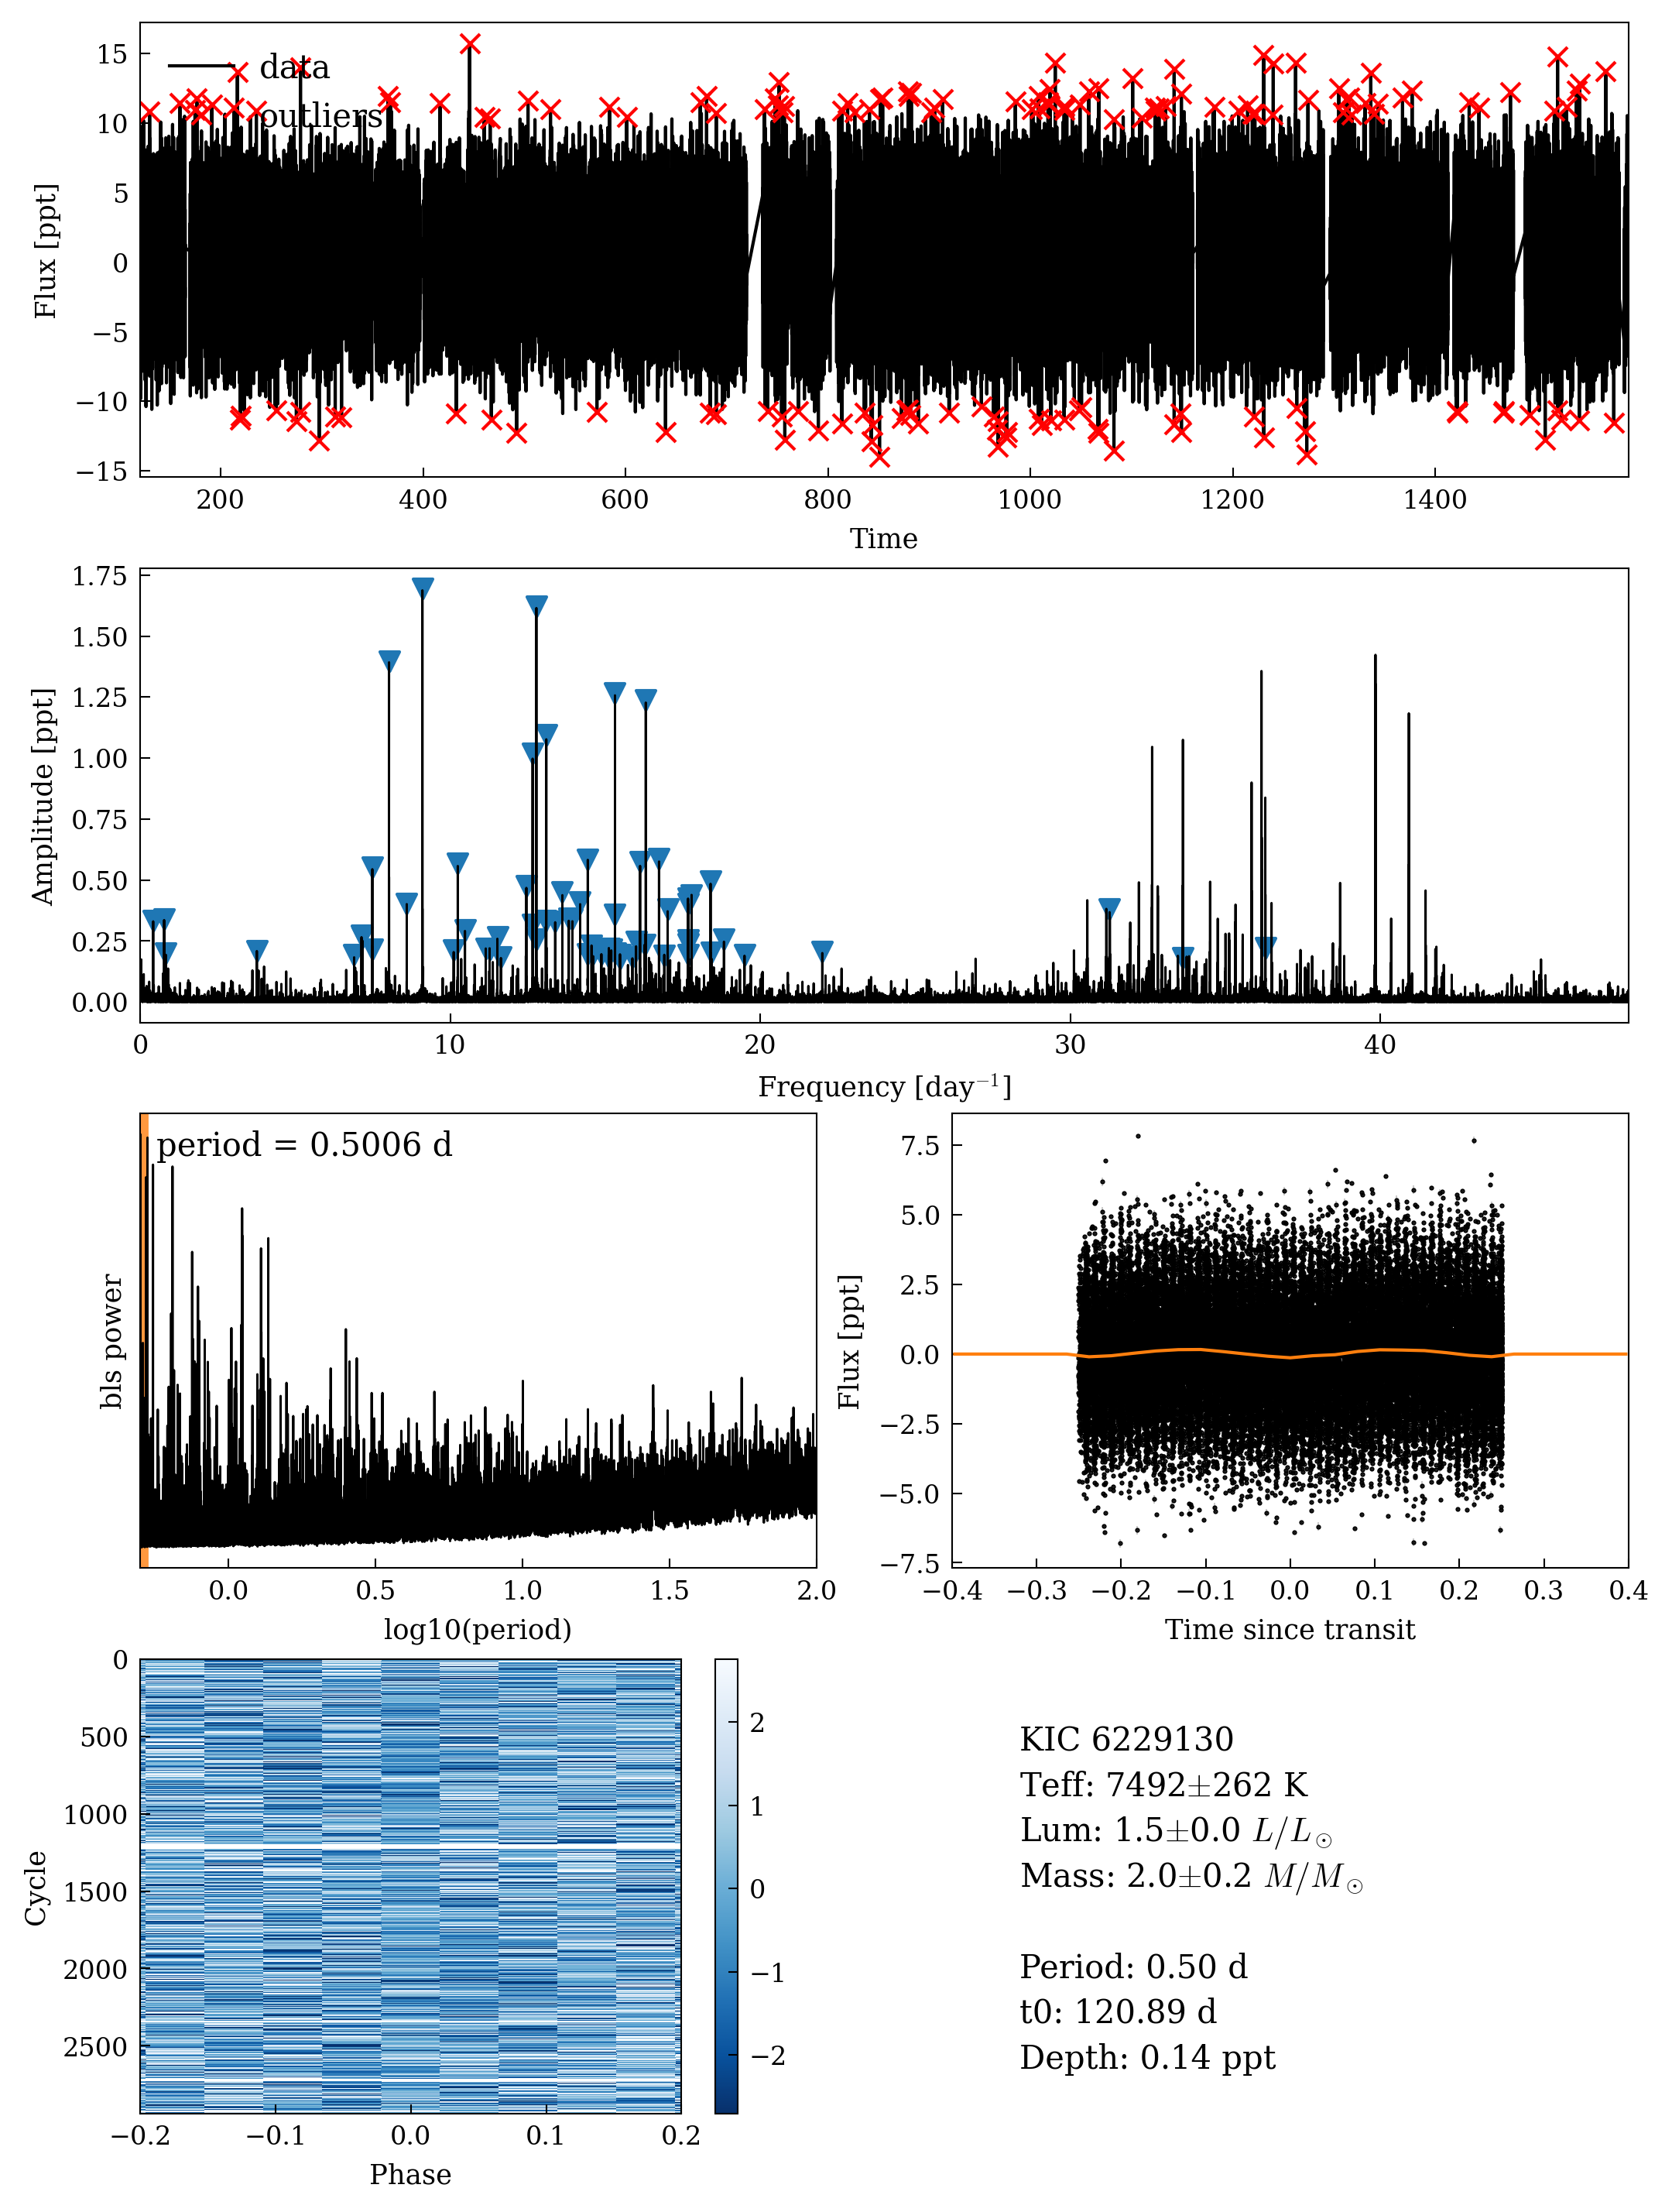 data
outliers
15
10
5
0
−5
−10
−15
Flux [ppt]
200 400 600 800 1000 1200 1400
Time
1.75
1.50
1.25
1.00
0.75
0.50
0.25
0.00
Amplitude [ppt]
0 10 20 30 40
Frequency [day⁻¹]
period = 0.5006 d
bls power
0.0 0.5 1.0 1.5 2.0
log10(period)
7.5
5.0
2.5
0.0
−2.5
−5.0
−7.5
Flux [ppt]
−0.4 −0.3 −0.2 −0.1 0.0 0.1 0.2 0.3 0.4
Time since transit
0
500
1000
1500
2000
2500
Cycle
−0.2 −0.1 0.0 0.1 0.2
Phase
2
1
0
−1
−2
KIC 6229130
Teff: 7492±262 K
Lum: 1.5±0.0 L/L☉
Mass: 2.0±0.2 M/M☉
Period: 0.50 d
t0: 120.89 d
Depth: 0.14 ppt